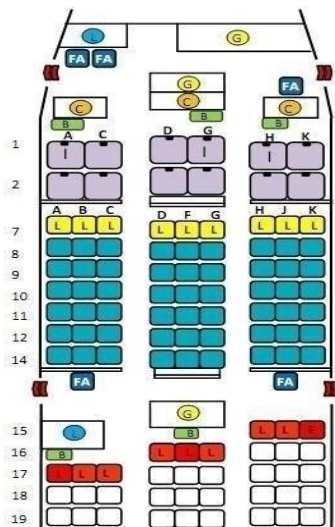 L G
FA FA
G FA
C C C
B B B
A C D G H K
1 I I I
2
A B C D F G H J K
7 L L L L L L L L L
8
9
10
11
12
14
FA FA
G
15 L B L L
16 B L L L
17 L L L
18
19